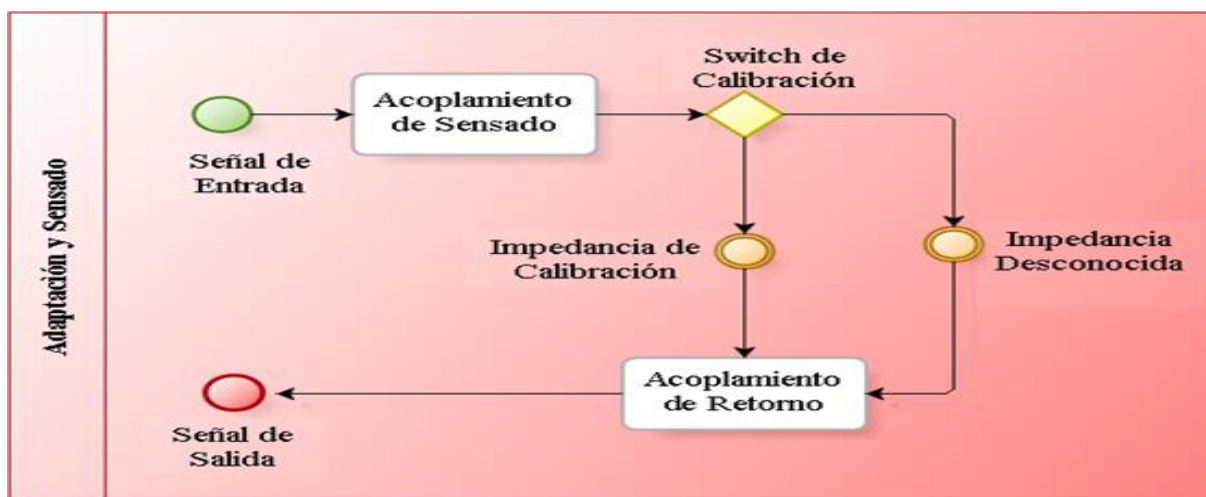 Adaptación y Sensado
Señal de
Entrada
Acoplamiento
de Sensado
Switch de
Calibración
Impedancia de
Calibración
Impedancia
Desconocida
Acoplamiento
de Retorno
Señal de
Salida